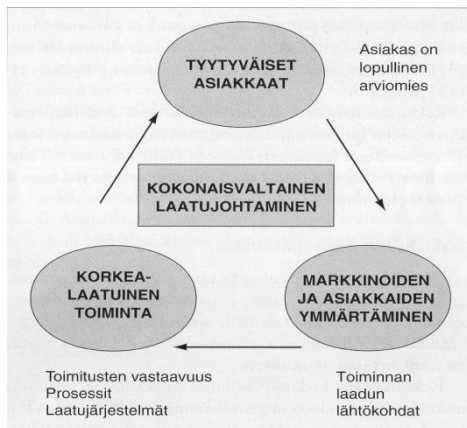 TYYTYVÄISET
ASIAKKAAT
Asiakas on
lopullinen
arviomies
KOKONAISVALTAINEN
LAATUJOHTAMINEN
KORKEA-
LAATUINEN
TOIMINTA
MARKKINOIDEN
JA ASIAKKAIDEN
YMMÄRTÄMINEN
Toimitusten vastaavuus
Prosessit
Laatujärjestelmät
Toiminnan
laadun
lähtökohdat